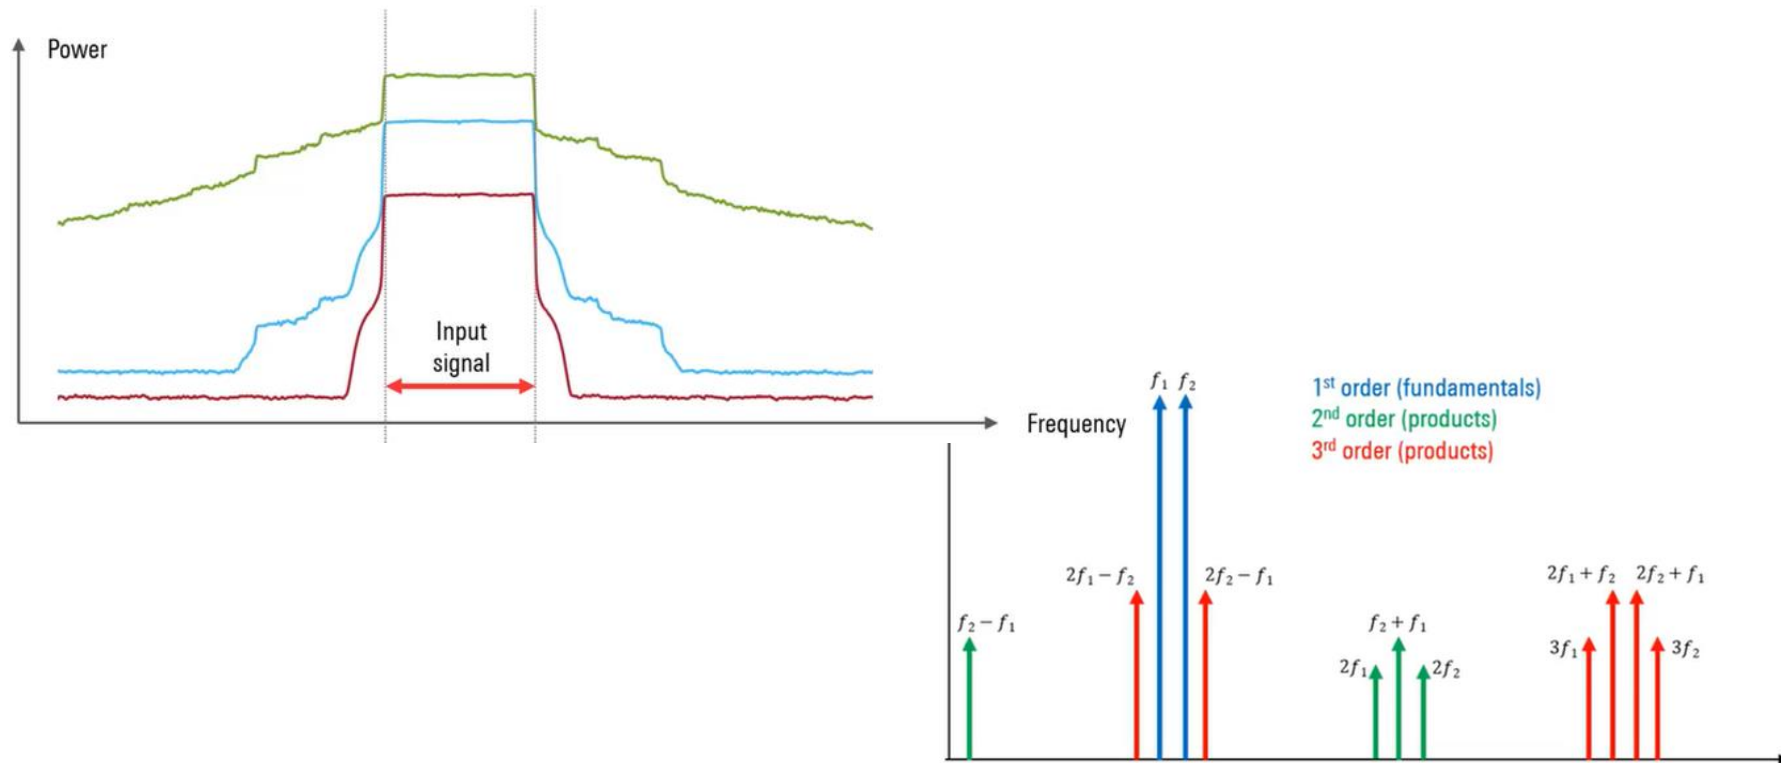 Power
Input
signal
Frequency
f₁ f₂
1st order (fundamentals)
2nd order (products)
3rd order (products)
2f₁ − f₂
2f₂ − f₁
2f₁ + f₂
2f₂ + f₁
f₂ − f₁
f₂ + f₁
3f₁
3f₂
2f₁
2f₂